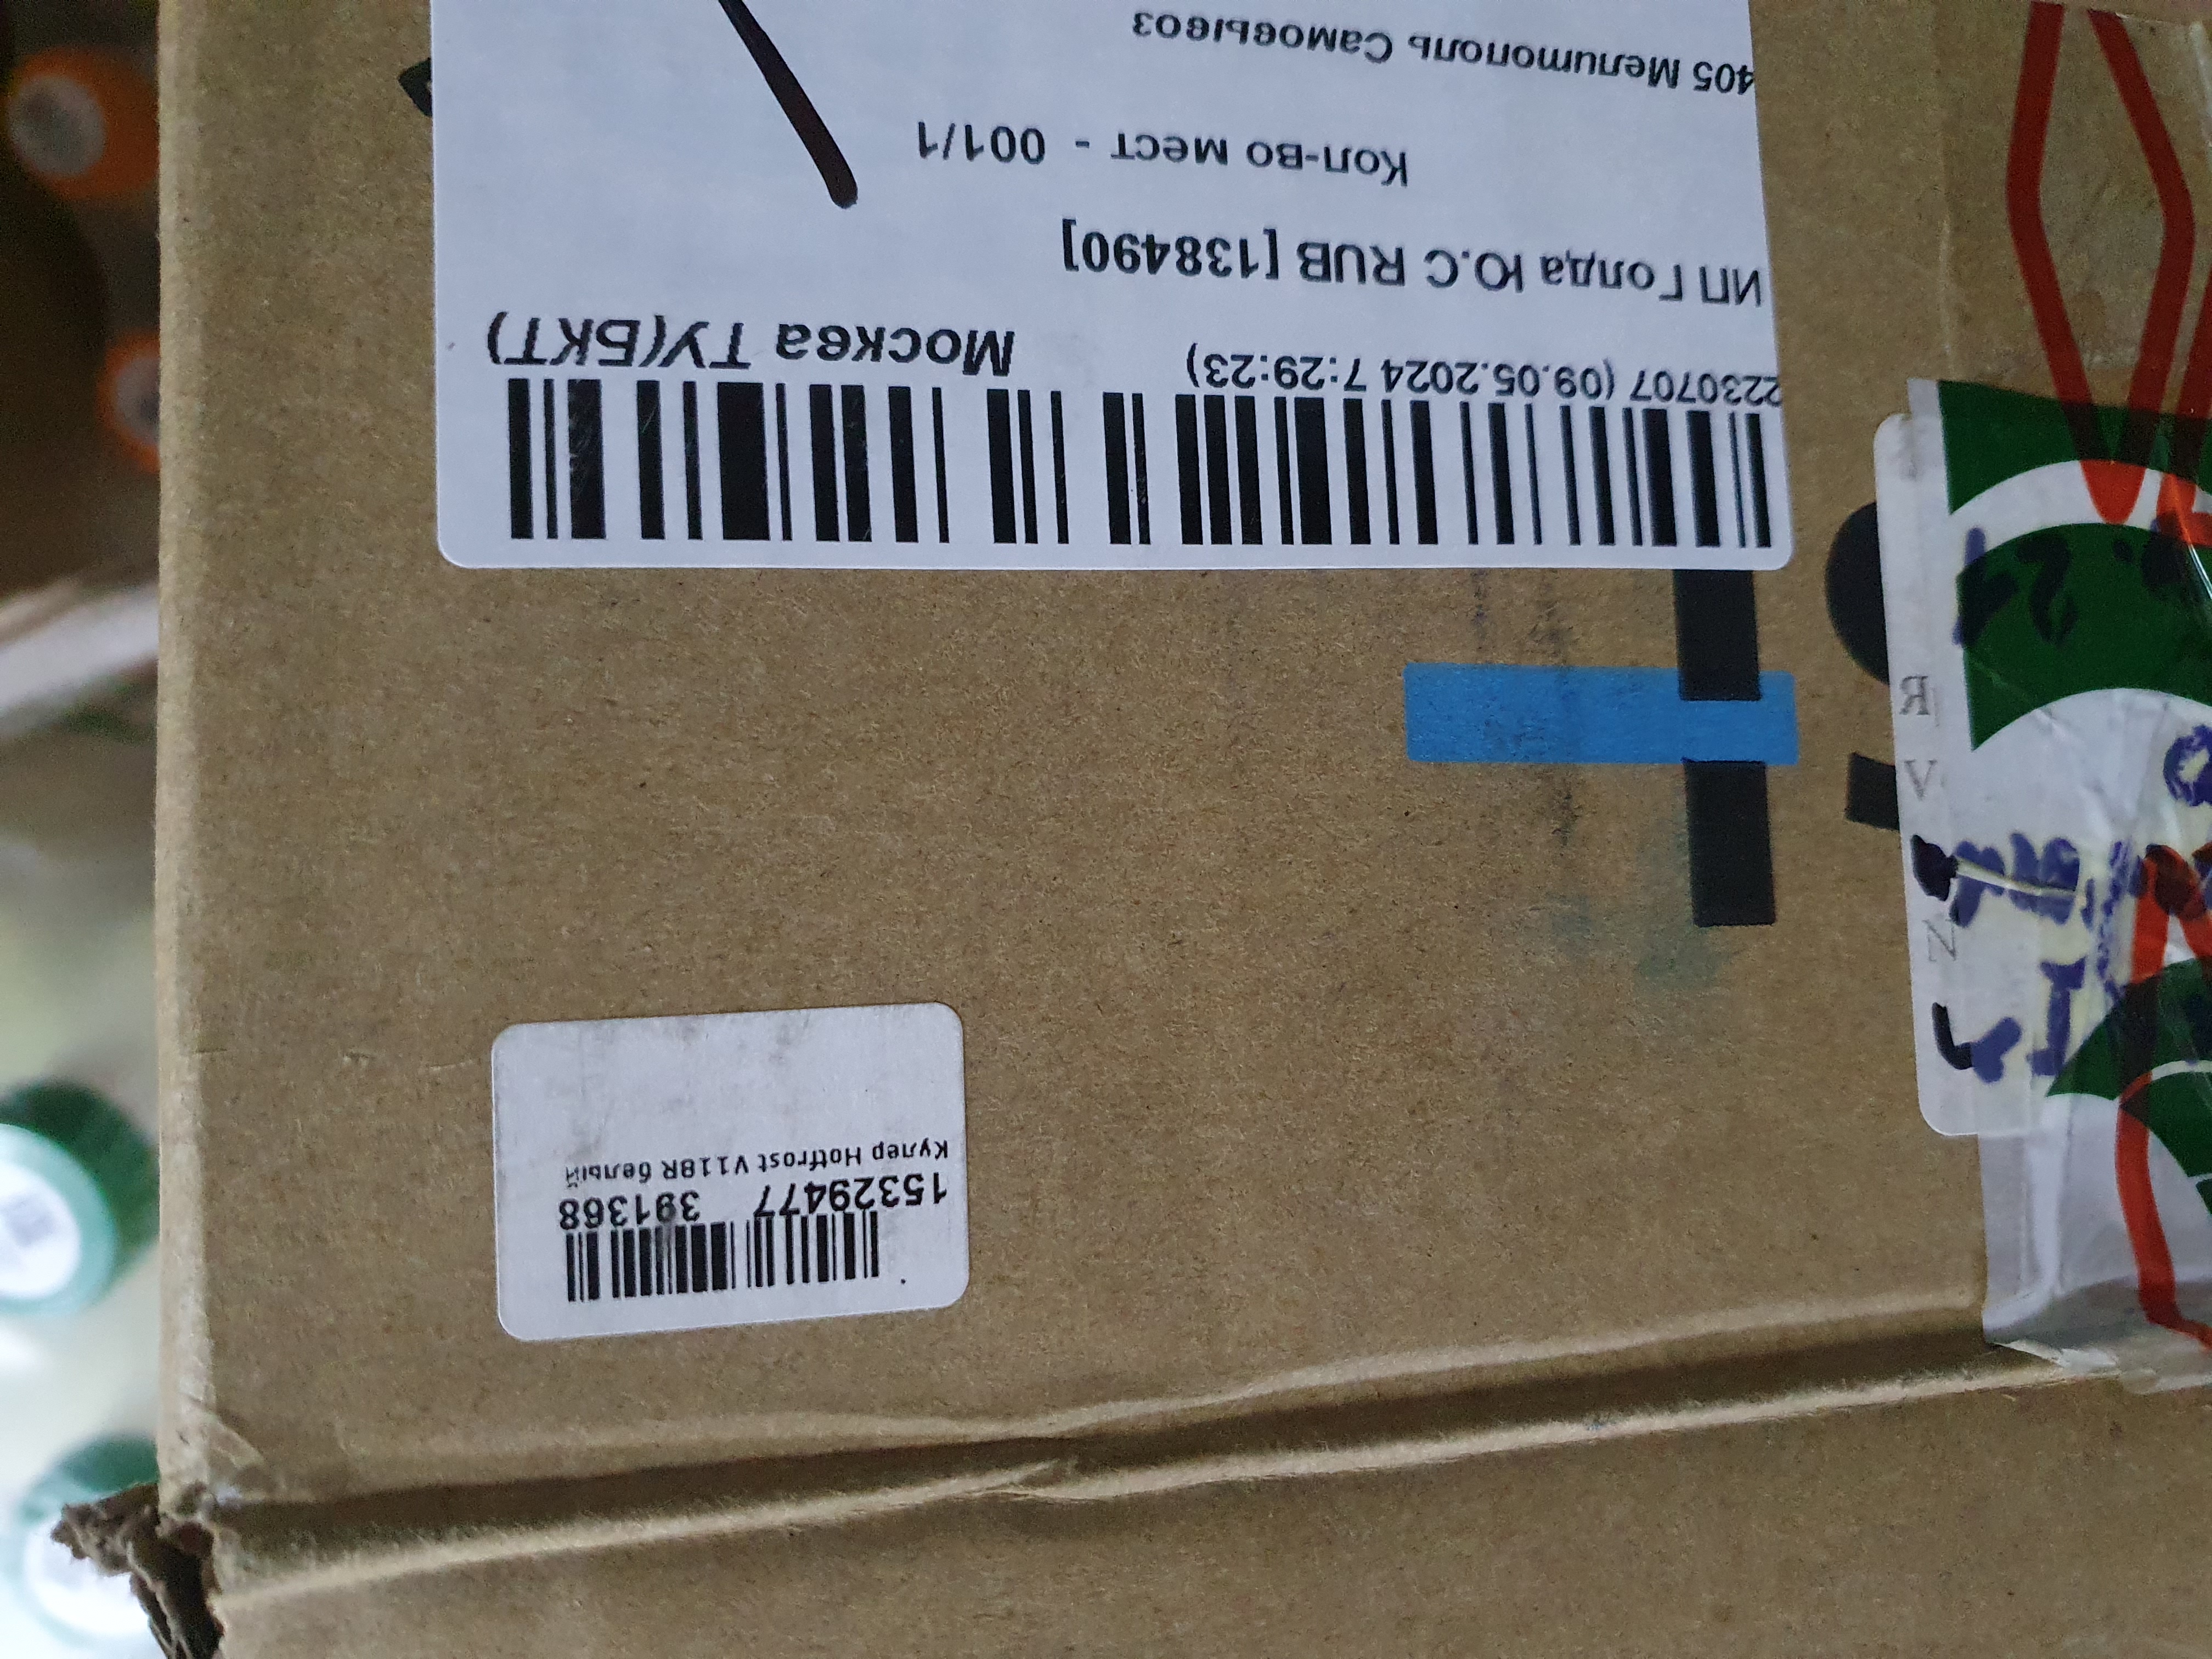 2230707 (09.05.2024 7:29:23)
Москва ТУ(БКТ)
ИП Голда Ю.С RUB [138490]
Кол-во мест - 001/1
405 Мелитополь Самовывоз
15329477 391368
Кулер Hotfrost V118R белый